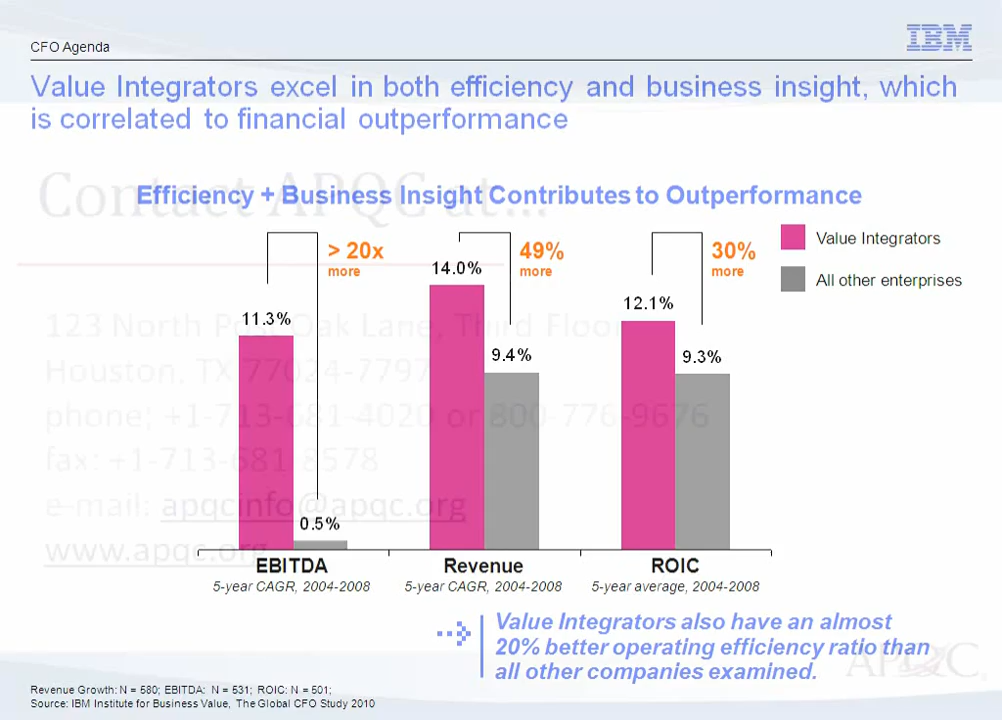 CFO Agenda
IBM
Value Integrators excel in both efficiency and business insight, which
is correlated to financial outperformance
Contact APQC at...
Efficiency + Business Insight Contributes to Outperformance
> 20x
more
49%
more
30%
more
Value Integrators
All other enterprises
14.0%
12.1%
11.3%
9.4%
9.3%
0.5%
123 North Post Oak Lane, Third Floor
Houston, TX 77024-7797
phone; +1-713-681-4020 or 800-776-9676
fax: +1-713-681-8578
e-mail: apqcinfo@apqc.org
www.apqc.org
EBITDA
5-year CAGR, 2004-2008
Revenue
5-year CAGR, 2004-2008
ROIC
5-year average, 2004-2008
Value Integrators also have an almost
20% better operating efficiency ratio than
all other companies examined.
APQC®
Revenue Growth: N = 580; EBITDA: N = 531; ROIC: N = 501;
Source: IBM Institute for Business Value, The Global CFO Study 2010